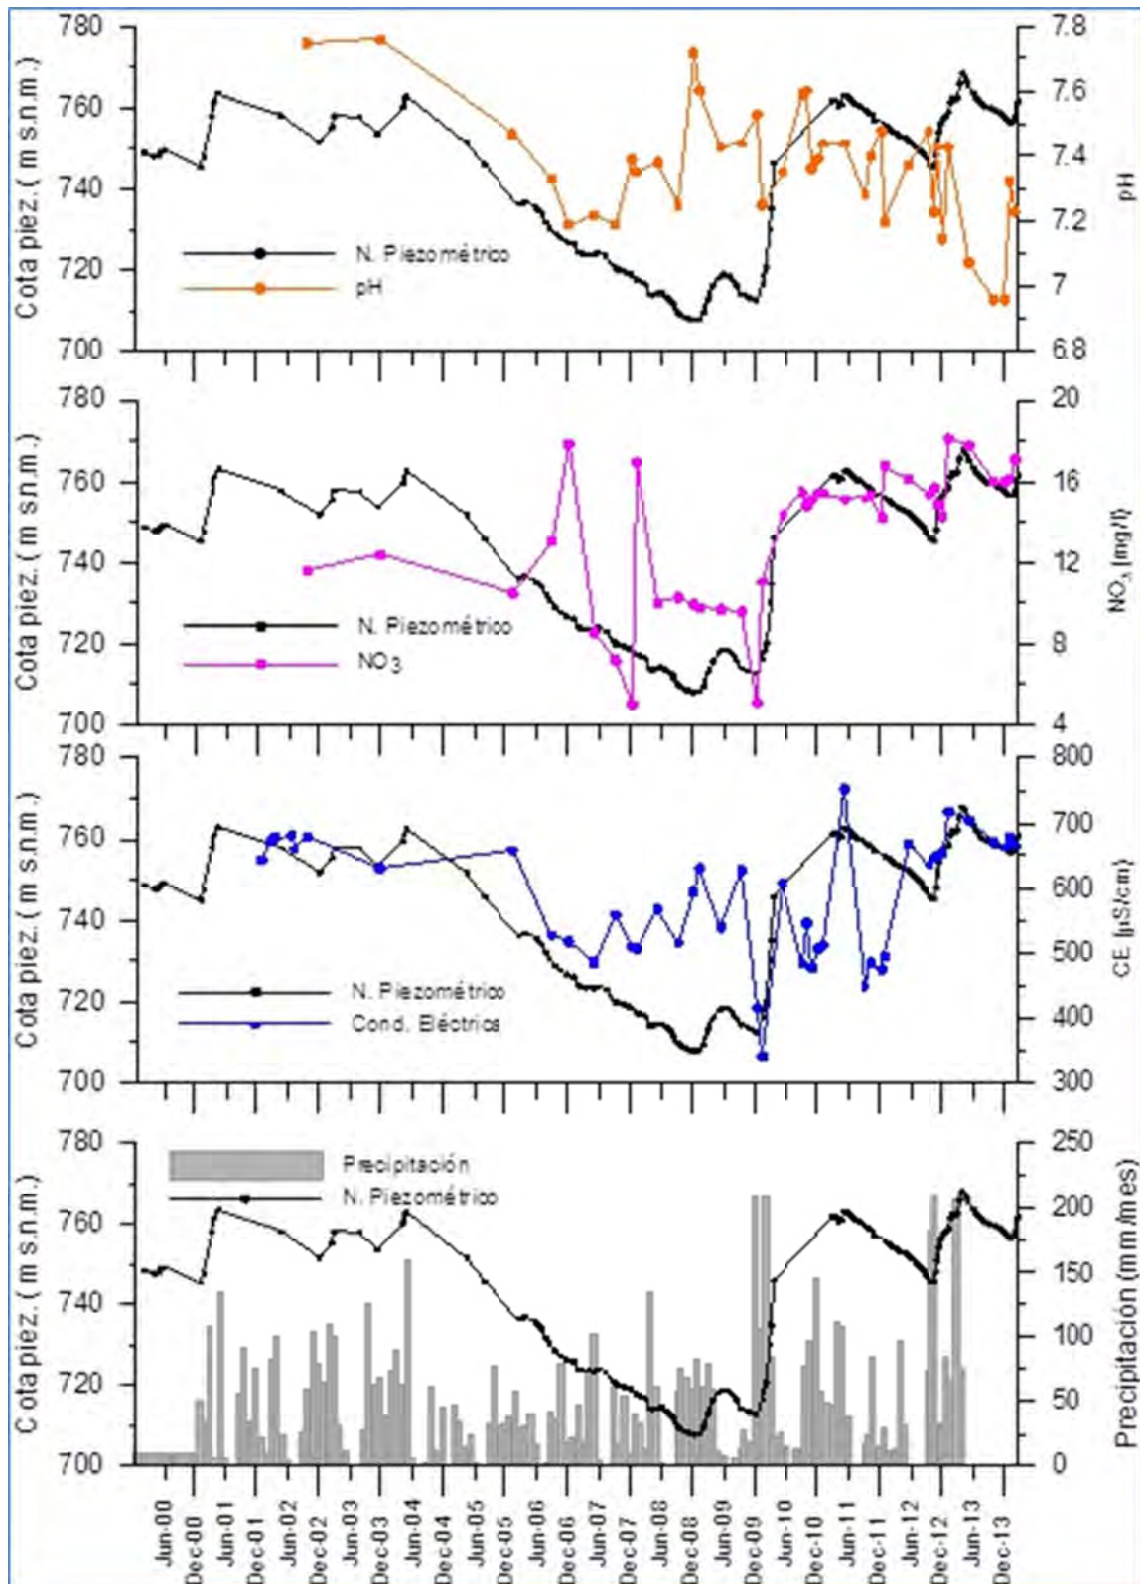 780 7.8
760 7.6
740 7.4
720 7.2
700 7
6.8
Cota piez. ( m s.n.m.)
pH
N. Piezométrico
pH
780 20
760 16
740 12
720 8
700 4
Cota piez. ( m s.n.m.)
N. Piezométrico
NO3
780 800
760 700
740 600
720 500
700 400
300
Cota piez. ( m s.n.m.)
CE [µS/cm)
N. Piezométrico
Cond. Eléctrica
780 250
760 200
740 150
720 100
700 50
0
Cota piez. ( m s.n.m.)
Precipitación (mm/mes)
Precipitación
N. Piezométrico
Jun-00
Dec-00
Jun-01
Dec-01
Jun-02
Dec-02
Jun-03
Dec-03
Jun-04
Dec-04
Jun-05
Dec-05
Jun-06
Dec-06
Jun-07
Dec-07
Jun-08
Dec-08
Jun-09
Dec-09
Jun-10
Dec-10
Jun-11
Dec-11
Jun-12
Dec-12
Jun-13
Dec-13